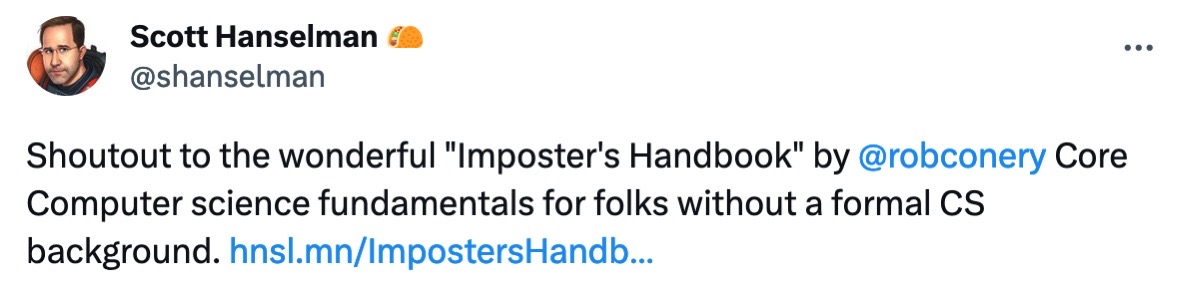 Scott Hanselman 🌮
@shanselman
Shoutout to the wonderful "Imposter's Handbook" by @robconery Core
Computer science fundamentals for folks without a formal CS
background. hnsl.mn/ImpostersHandb...